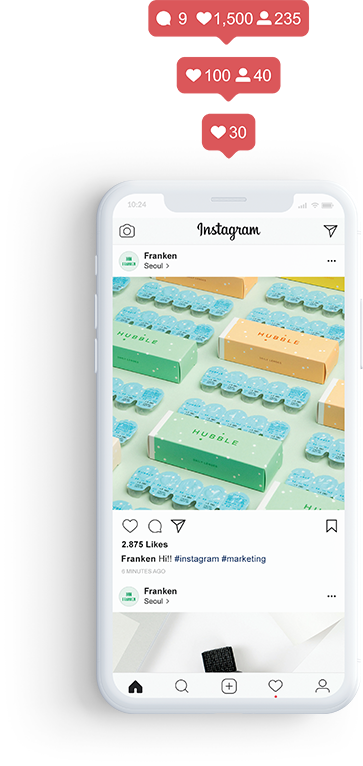 9 1,500 235
100 40
30
10:24
Instagram
Franken
Seoul >
HUBBLE
HUBBLE
HUBBLE
2.875 Likes
Franken Hi!! #instagram #marketing
5 MINUTES AGO
Franken
Seoul >